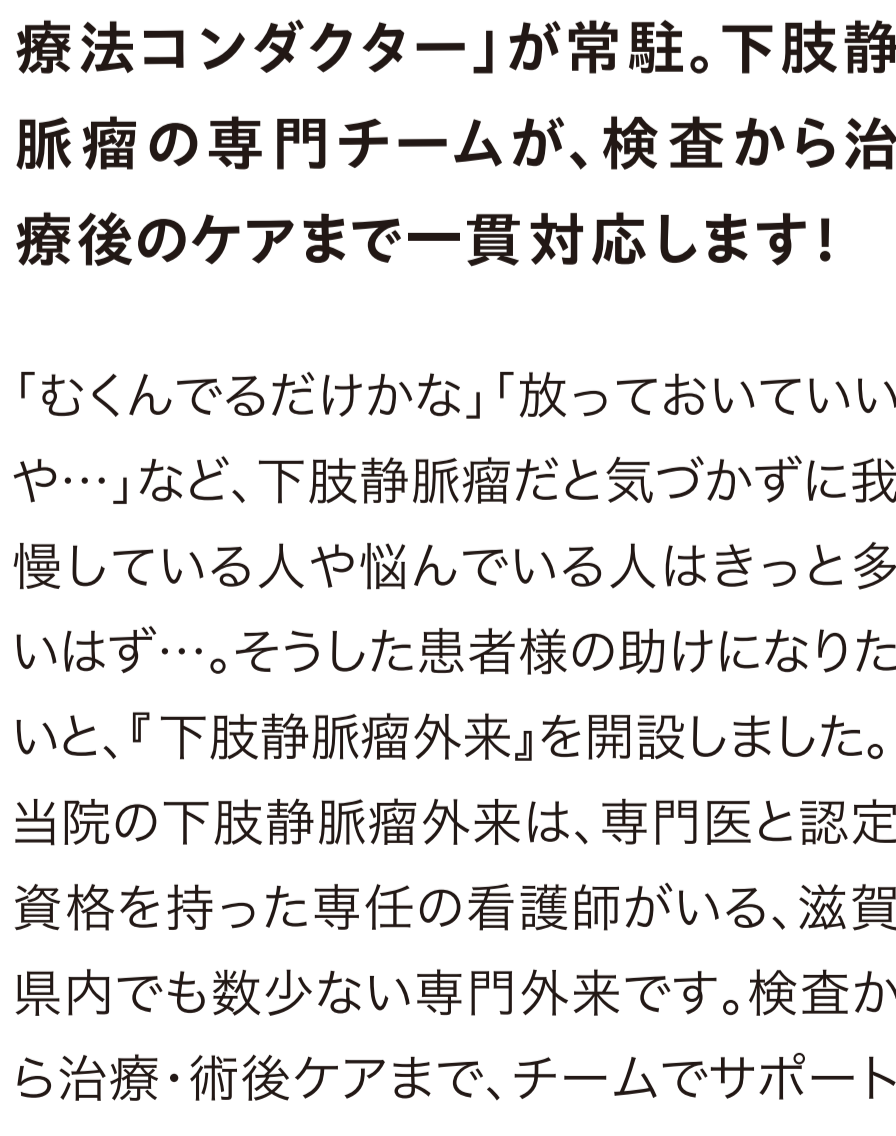 療法コンダクター」が常駐。下肢静
脈瘤の専門チームが、検査から治
療後のケアまで一貫対応します!
「むくんでるだけかな」「放っておいていい
や…」など、下肢静脈瘤だと気づかずに我
慢している人や悩んでいる人はきっと多
いはず…。そうした患者様の助けになりた
いと、『下肢静脈瘤外来』を開設しました。
当院の下肢静脈瘤外来は、専門医と認定
資格を持った専任の看護師がいる、滋賀
県内でも数少ない専門外来です。検査か
ら治療・術後ケアまで、チームでサポート